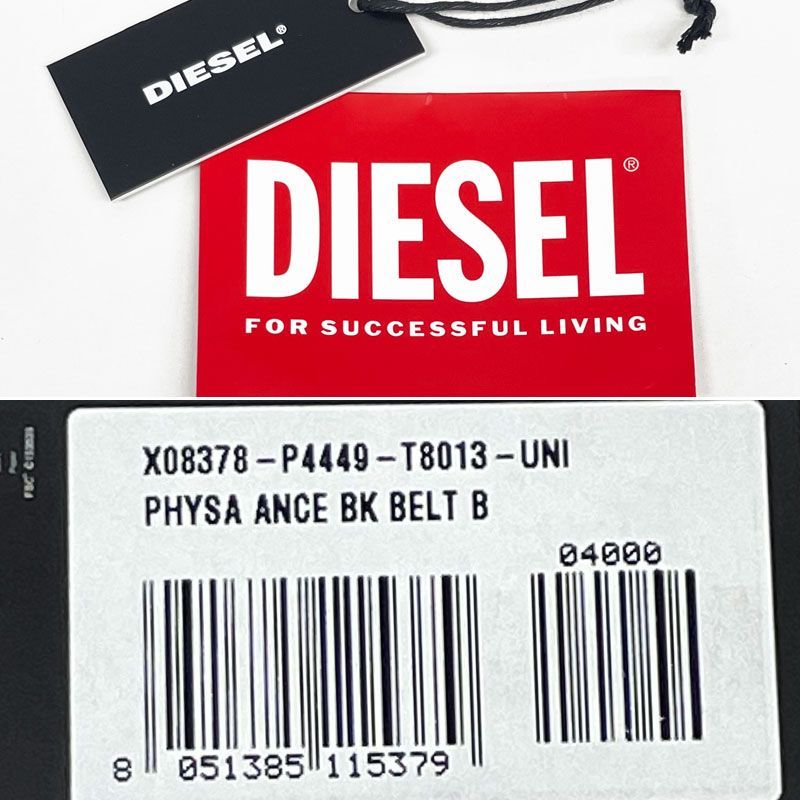 DIESEL®
DIESEL®
FOR SUCCESSFUL LIVING
X08378-P4449-T8013-UNI
PHYSA ANCE BK BELT B
04000
8 051385 115379